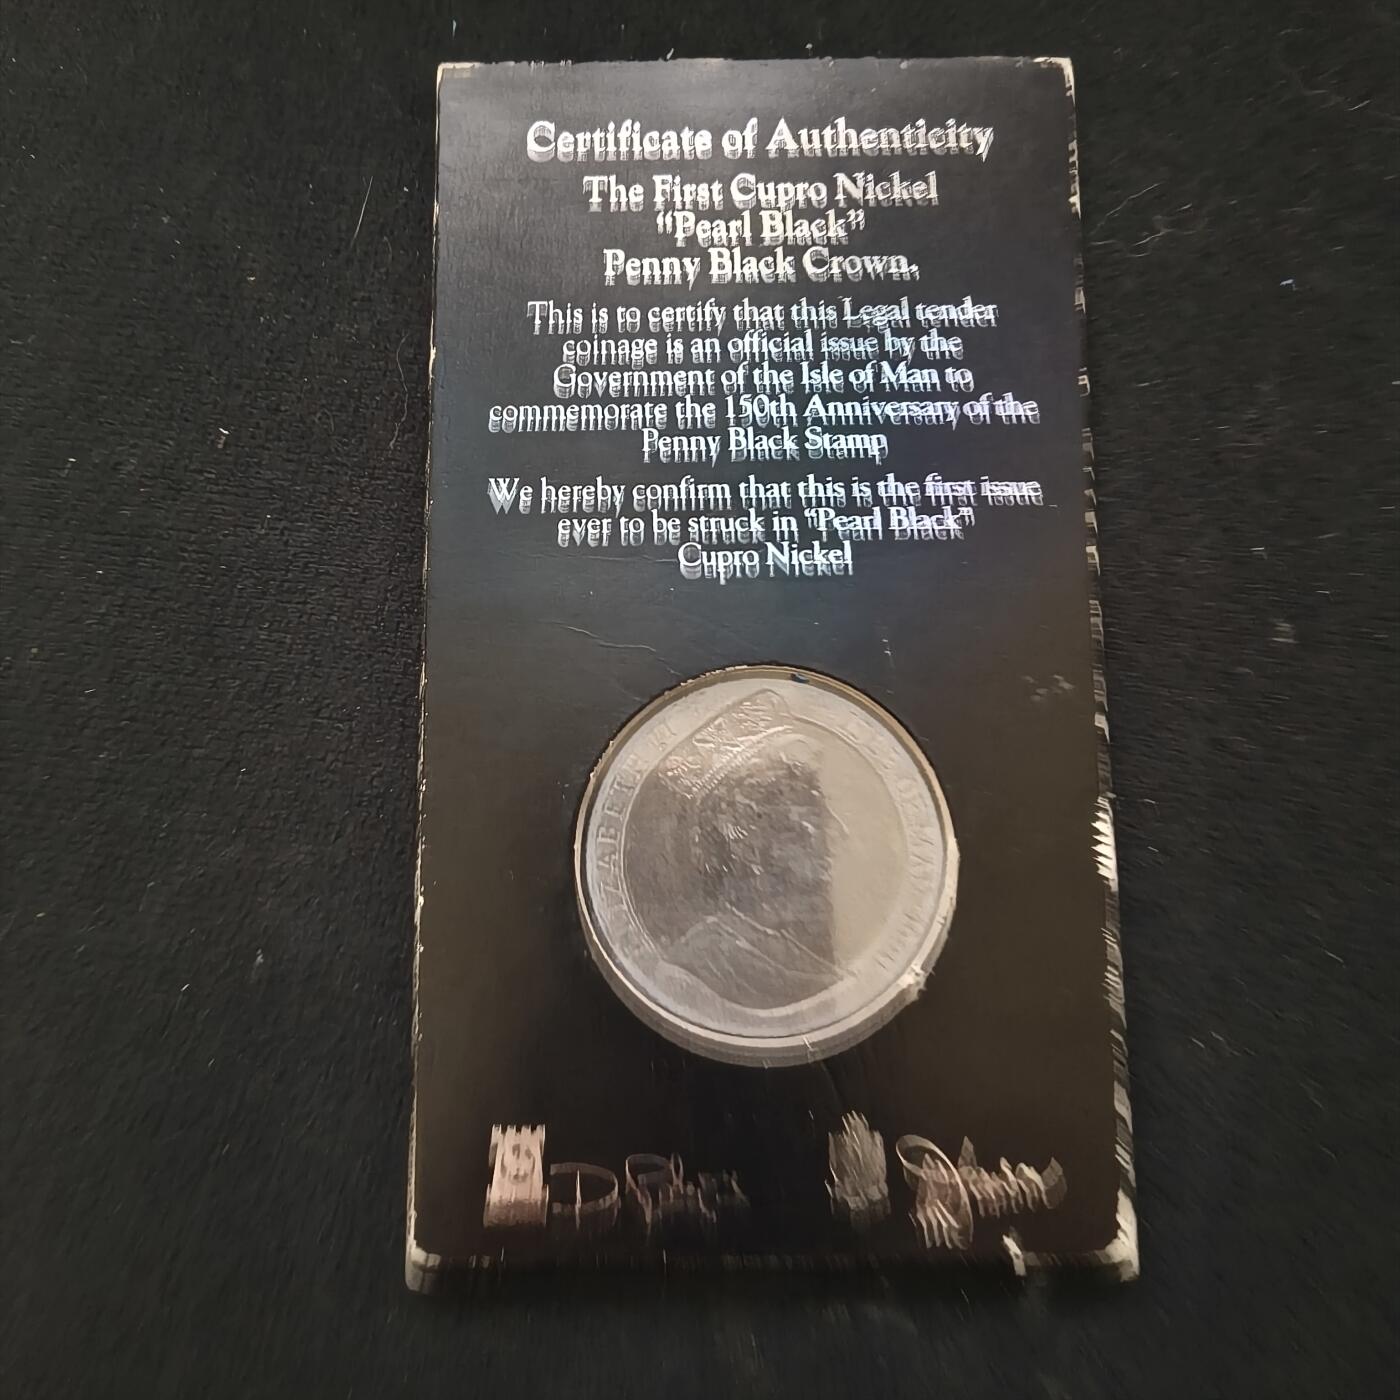 Certificate of Authenticity
The First Cupro Nickel
“Pearl Black”
Penny Black Crown.
This is to certify that this Legal tender
coinage is an official issue by the
Government of the Isle of Man to
commemorate the 150th Anniversary of the
Penny Black Stamp
We hereby confirm that this is the first issue
ever to be struck in “Pearl Black”
Cupro Nickel
ELIZABETH II